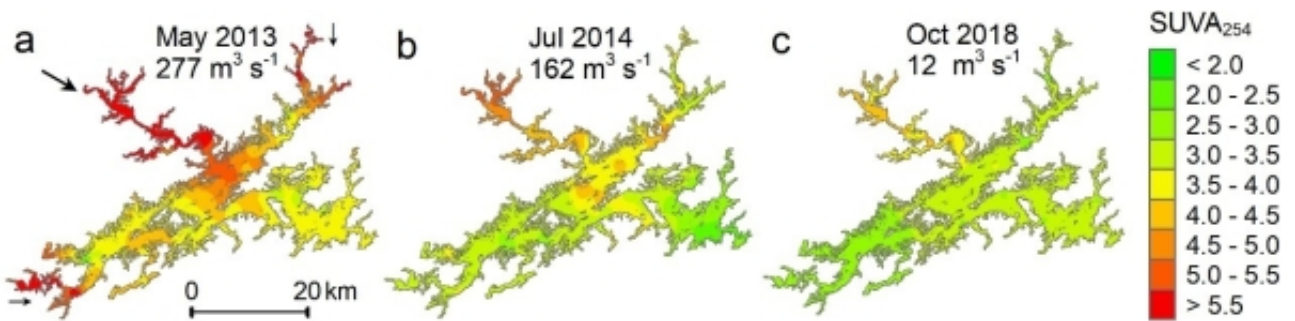 a
May 2013
277 m³ s⁻¹
b
Jul 2014
162 m³ s⁻¹
c
Oct 2018
12 m³ s⁻¹
SUVA₂₅₄
< 2.0
2.0 - 2.5
2.5 - 3.0
3.0 - 3.5
3.5 - 4.0
4.0 - 4.5
4.5 - 5.0
5.0 - 5.5
> 5.5
0 20 km